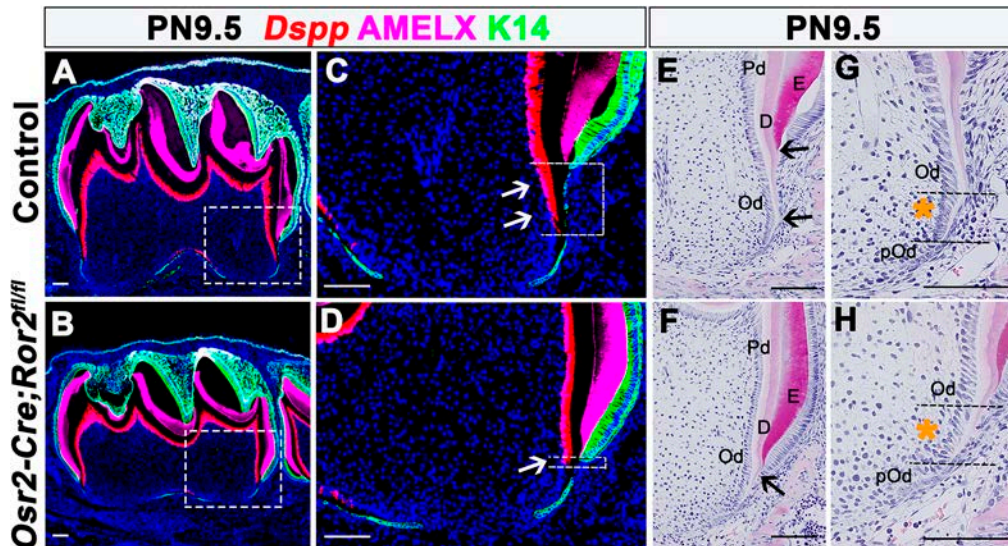 PN9.5 Dspp AMELX K14
PN9.5
Control
A
C
E
Pd
E
D
Od
G
Od
pOd
Osr2-Cre;Ror2fl/fl
B
D
F
Pd
E
D
Od
H
Od
pOd